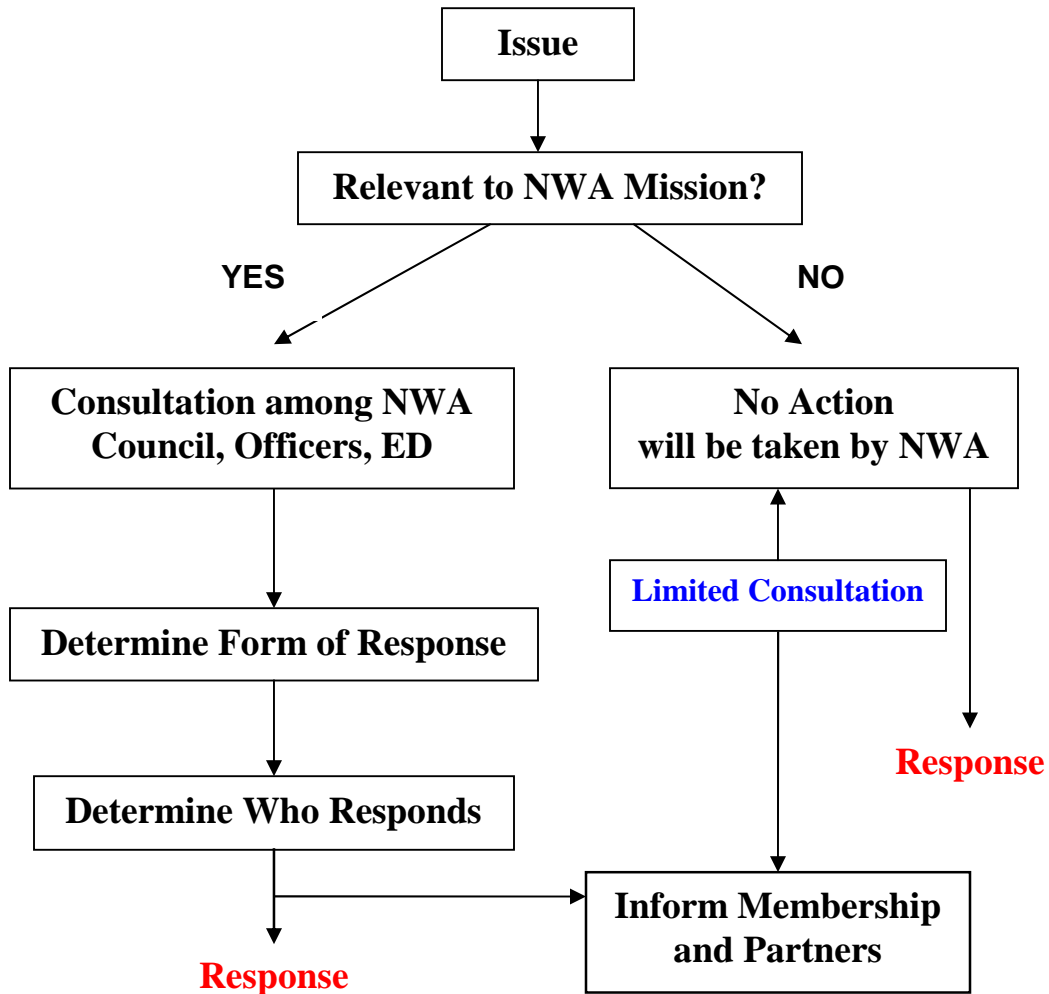 Issue
Relevant to NWA Mission?
YES
NO
Consultation among NWA
Council, Officers, ED
No Action
will be taken by NWA
Limited Consultation
Determine Form of Response
Response
Determine Who Responds
Inform Membership
and Partners
Response